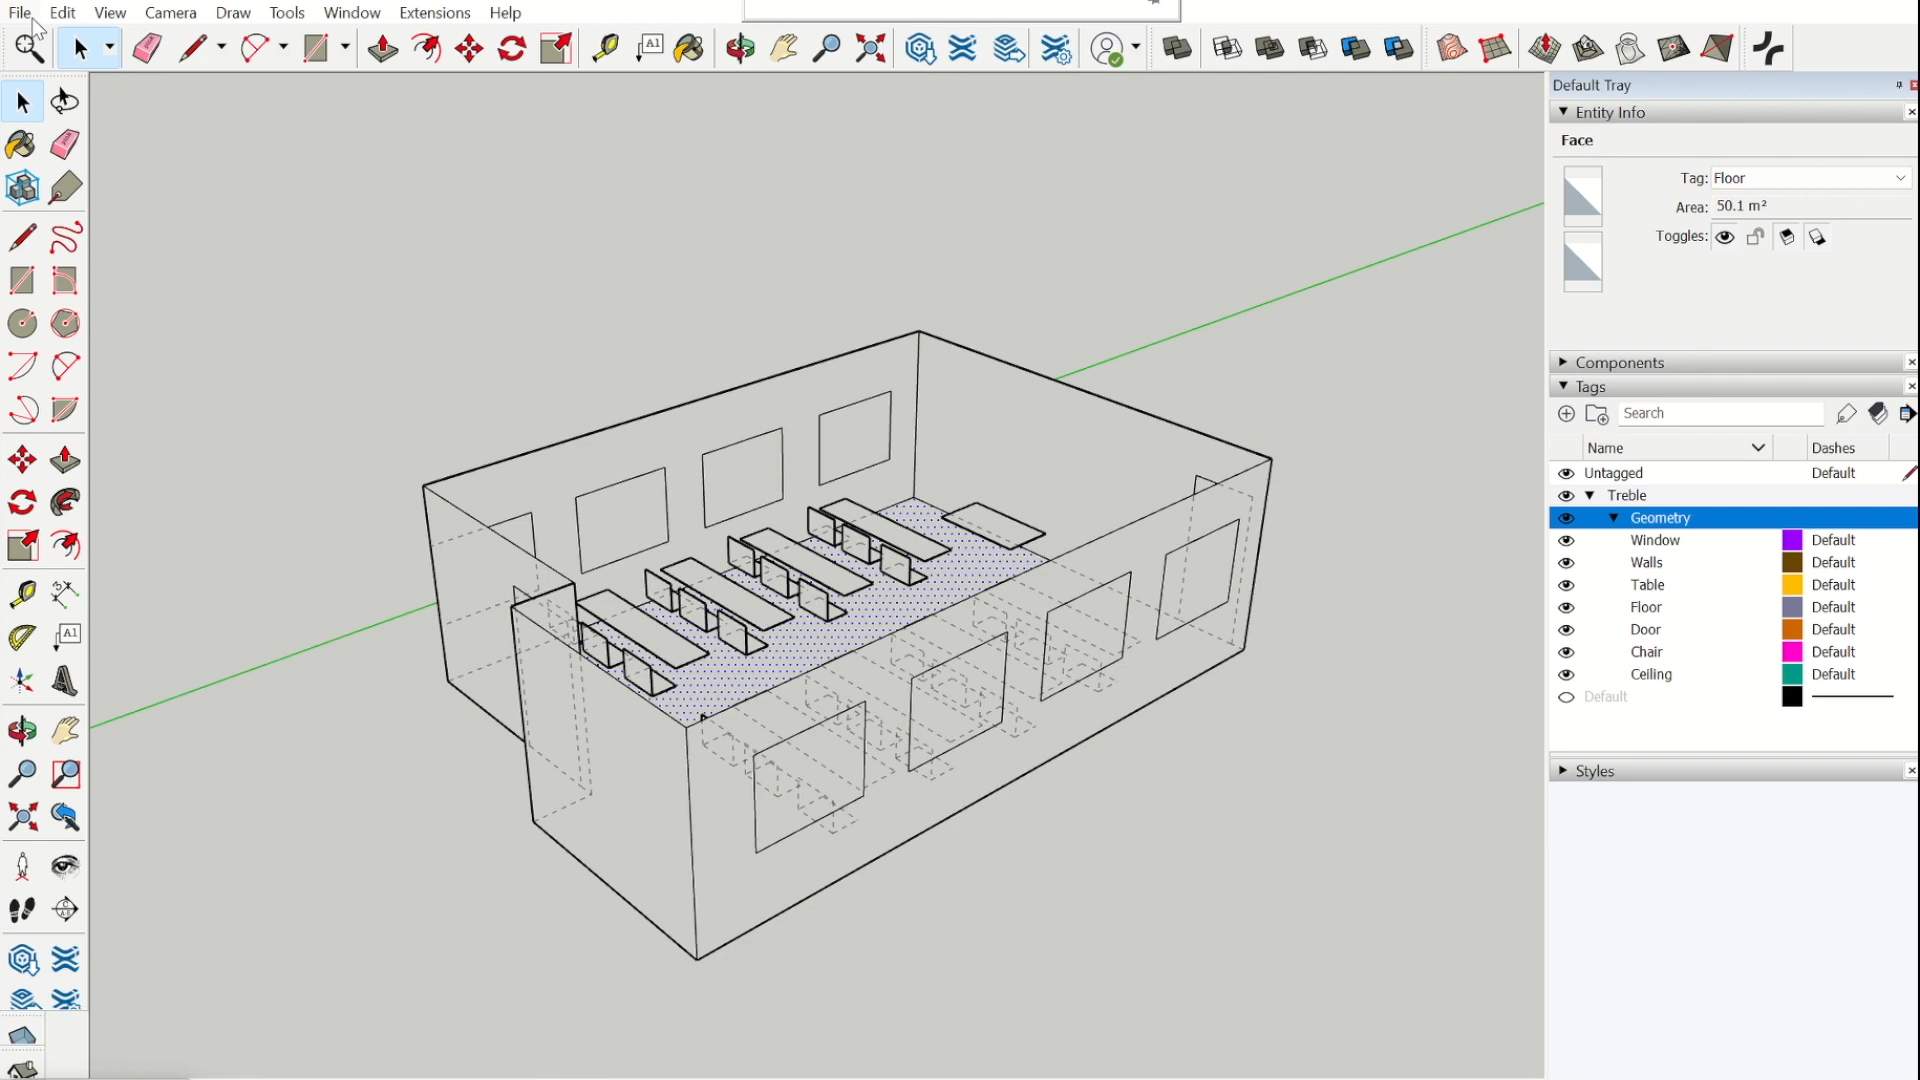 File Edit View Camera Draw Tools Window Extensions Help
A1
Default Tray
Entity Info
Face
Tag: Floor
Area: 50.1 m²
Toggles:
Components
Tags
Search
Name Dashes
Untagged Default
Treble
Geometry
Window Default
Walls Default
Table Default
Floor Default
Door Default
Chair Default
Ceiling Default
Default
Styles
A1